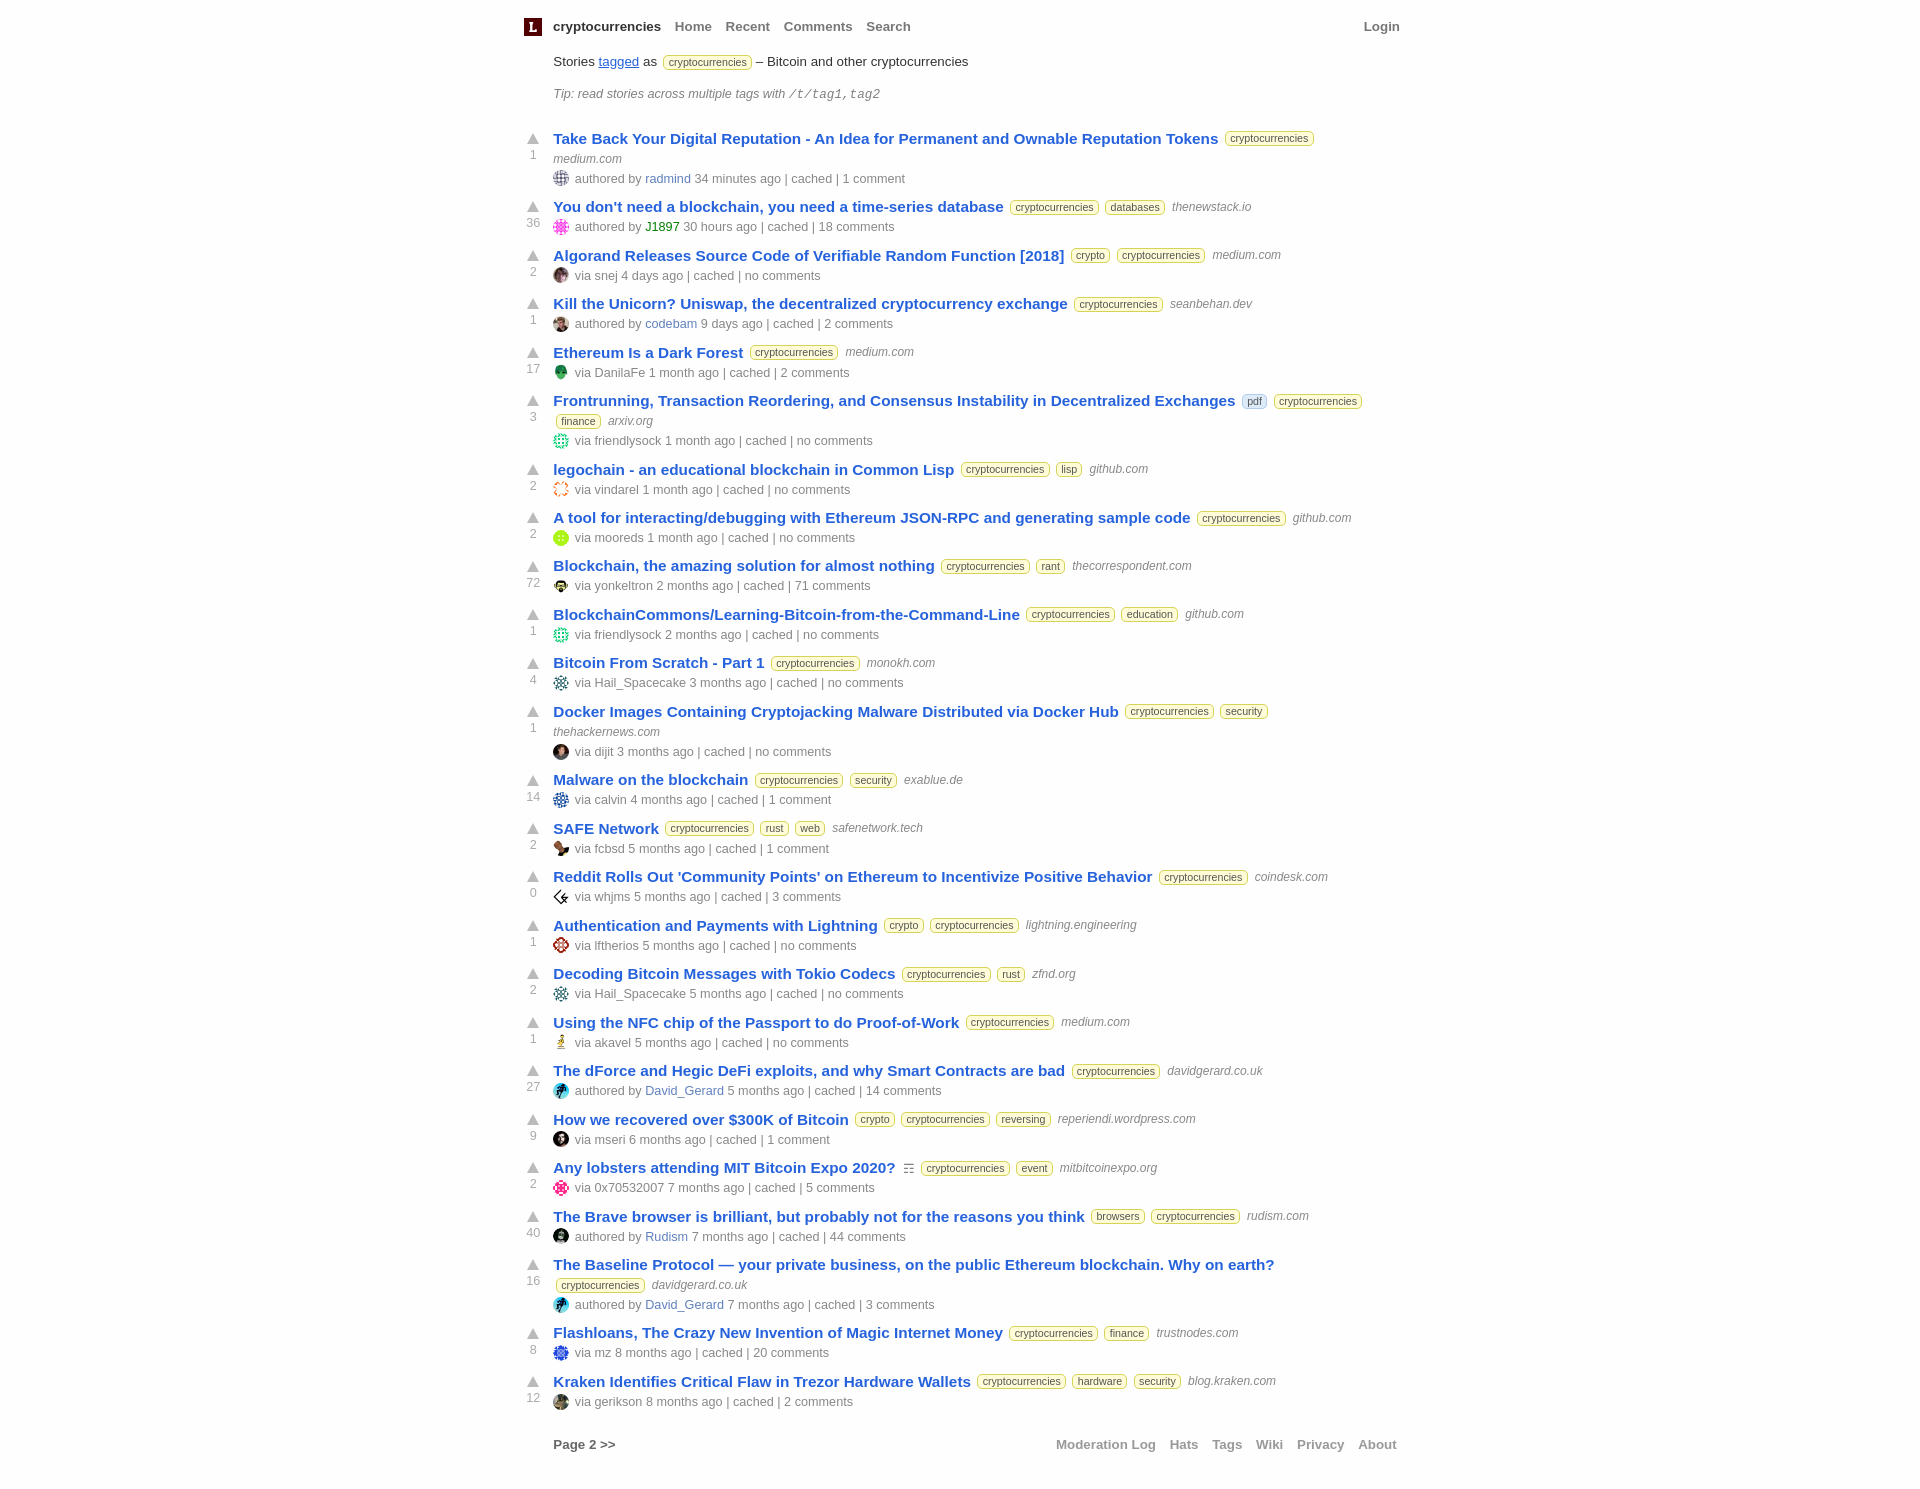 L cryptocurrencies Home Recent Comments Search Login
Stories tagged as cryptocurrencies – Bitcoin and other cryptocurrencies
Tip: read stories across multiple tags with /t/tag1,tag2
Take Back Your Digital Reputation - An Idea for Permanent and Ownable Reputation Tokens cryptocurrencies
1 medium.com
authored by radmind 34 minutes ago | cached | 1 comment
You don't need a blockchain, you need a time-series database cryptocurrencies databases thenewstack.io
36 authored by J1897 30 hours ago | cached | 18 comments
Algorand Releases Source Code of Verifiable Random Function [2018] crypto cryptocurrencies medium.com
2 via snej 4 days ago | cached | no comments
Kill the Unicorn? Uniswap, the decentralized cryptocurrency exchange cryptocurrencies seanbehan.dev
1 authored by codebam 9 days ago | cached | 2 comments
Ethereum Is a Dark Forest cryptocurrencies medium.com
17 via DanilaFe 1 month ago | cached | 2 comments
Frontrunning, Transaction Reordering, and Consensus Instability in Decentralized Exchanges pdf cryptocurrencies
3 finance arxiv.org
via friendlysock 1 month ago | cached | no comments
legochain - an educational blockchain in Common Lisp cryptocurrencies lisp github.com
2 via vindarel 1 month ago | cached | no comments
A tool for interacting/debugging with Ethereum JSON-RPC and generating sample code cryptocurrencies github.com
2 via mooreds 1 month ago | cached | no comments
Blockchain, the amazing solution for almost nothing cryptocurrencies rant thecorrespondent.com
72 via yonkeltron 2 months ago | cached | 71 comments
BlockchainCommons/Learning-Bitcoin-from-the-Command-Line cryptocurrencies education github.com
1 via friendlysock 2 months ago | cached | no comments
Bitcoin From Scratch - Part 1 cryptocurrencies monokh.com
4 via Hail_Spacecake 3 months ago | cached | no comments
Docker Images Containing Cryptojacking Malware Distributed via Docker Hub cryptocurrencies security
1 thehackernews.com
via dijit 3 months ago | cached | no comments
Malware on the blockchain cryptocurrencies security exablue.de
14 via calvin 4 months ago | cached | 1 comment
SAFE Network cryptocurrencies rust web safenetwork.tech
2 via fcbsd 5 months ago | cached | 1 comment
Reddit Rolls Out 'Community Points' on Ethereum to Incentivize Positive Behavior cryptocurrencies coindesk.com
0 via whjms 5 months ago | cached | 3 comments
Authentication and Payments with Lightning crypto cryptocurrencies lightning.engineering
1 via lftherios 5 months ago | cached | no comments
Decoding Bitcoin Messages with Tokio Codecs cryptocurrencies rust zfnd.org
2 via Hail_Spacecake 5 months ago | cached | no comments
Using the NFC chip of the Passport to do Proof-of-Work cryptocurrencies medium.com
1 via akavel 5 months ago | cached | no comments
The dForce and Hegic DeFi exploits, and why Smart Contracts are bad cryptocurrencies davidgerard.co.uk
27 authored by David_Gerard 5 months ago | cached | 14 comments
How we recovered over $300K of Bitcoin crypto cryptocurrencies reversing reperiendi.wordpress.com
9 via mseri 6 months ago | cached | 1 comment
Any lobsters attending MIT Bitcoin Expo 2020? ☶ cryptocurrencies event mitbitcoinexpo.org
2 via 0x70532007 7 months ago | cached | 5 comments
The Brave browser is brilliant, but probably not for the reasons you think browsers cryptocurrencies rudism.com
40 authored by Rudism 7 months ago | cached | 44 comments
The Baseline Protocol — your private business, on the public Ethereum blockchain. Why on earth?
16 cryptocurrencies davidgerard.co.uk
authored by David_Gerard 7 months ago | cached | 3 comments
Flashloans, The Crazy New Invention of Magic Internet Money cryptocurrencies finance trustnodes.com
8 via mz 8 months ago | cached | 20 comments
Kraken Identifies Critical Flaw in Trezor Hardware Wallets cryptocurrencies hardware security blog.kraken.com
12 via gerikson 8 months ago | cached | 2 comments
Page 2 >> Moderation Log Hats Tags Wiki Privacy About